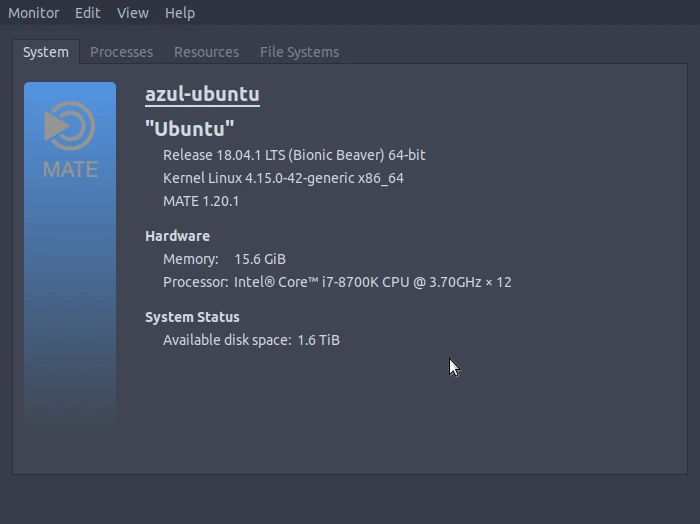 Monitor Edit View Help
System Processes Resources File Systems
MATE
azul-ubuntu
"Ubuntu"
Release 18.04.1 LTS (Bionic Beaver) 64-bit
Kernel Linux 4.15.0-42-generic x86_64
MATE 1.20.1
Hardware
Memory: 15.6 GiB
Processor: Intel® Core™ i7-8700K CPU @ 3.70GHz × 12
System Status
Available disk space: 1.6 TiB